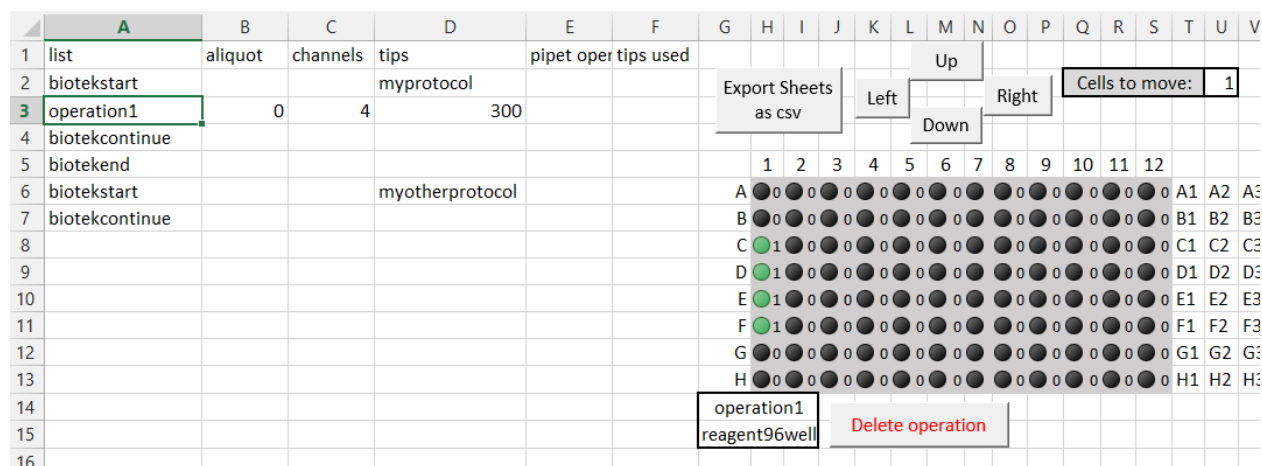 A B C D E F G H I J K L M N O P Q R S T U V
1 list aliquot channels tips pipet oper tips used
Up
2 biotekstart myprotocol
Export Sheets as csv
Left
Right
Cells to move: 1
3 operation1 0 4 300
Down
4 biotekcontinue
5 biotekend
1 2 3 4 5 6 7 8 9 10 11 12
6 biotekstart myotherprotocol A 0 0 0 0 0 0 0 0 0 0 0 0 A1 A2 A3
7 biotekcontinue B 0 0 0 0 0 0 0 0 0 0 0 0 B1 B2 B3
8 C 1 0 0 0 0 0 0 0 0 0 0 0 C1 C2 C3
9 D 1 0 0 0 0 0 0 0 0 0 0 0 D1 D2 D3
10 E 1 0 0 0 0 0 0 0 0 0 0 0 E1 E2 E3
11 F 1 0 0 0 0 0 0 0 0 0 0 0 F1 F2 F3
12 G 0 0 0 0 0 0 0 0 0 0 0 0 G1 G2 G3
13 H 0 0 0 0 0 0 0 0 0 0 0 0 H1 H2 H3
14 operation1
Delete operation
15 reagent96well
16